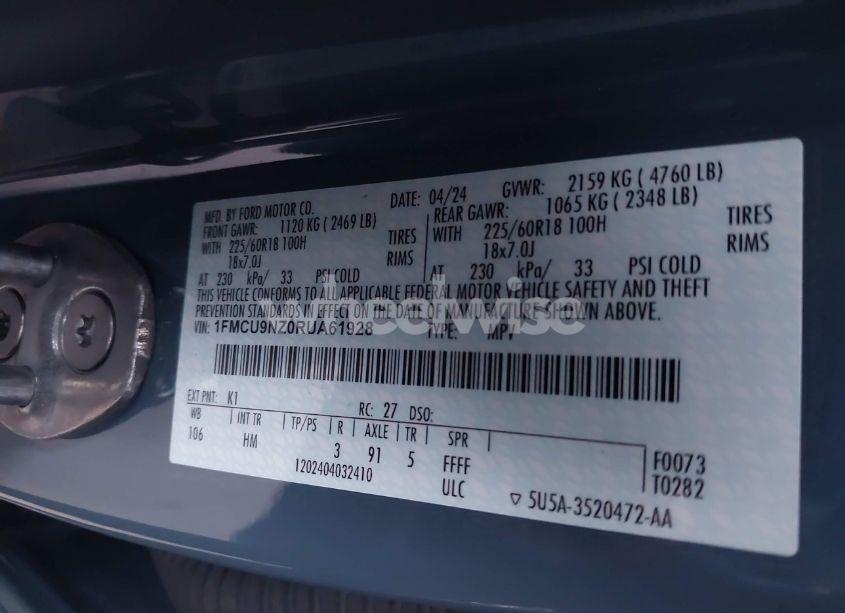 MFD. BY FORD MOTOR CO. DATE: 04/24 GVWR: 2159 KG ( 4760 LB)
FRONT GAWR: 1120 KG ( 2469 LB) REAR GAWR: 1065 KG ( 2348 LB)
WITH 225/60R18 100H TIRES WITH 225/60R18 100H TIRES
18x7.0J RIMS 18x7.0J RIMS
AT 230 kPa/ 33 PSI COLD AT 230 kPa/ 33 PSI COLD
THIS VEHICLE CONFORMS TO ALL APPLICABLE FEDERAL MOTOR VEHICLE SAFETY AND THEFT
PREVENTION STANDARDS IN EFFECT ON THE DATE OF MANUFACTURE SHOWN ABOVE.
VIN: 1FMCU9NZ0RUA61928 TYPE: MPV
EXT PNT: K1 RC: 27 DSO:
WB INT TR TP/PS R AXLE TR SPR
106 HM 3 91 5 FFFF F0073
1202404032410 ULC T0282
5U5A-3520472-AA